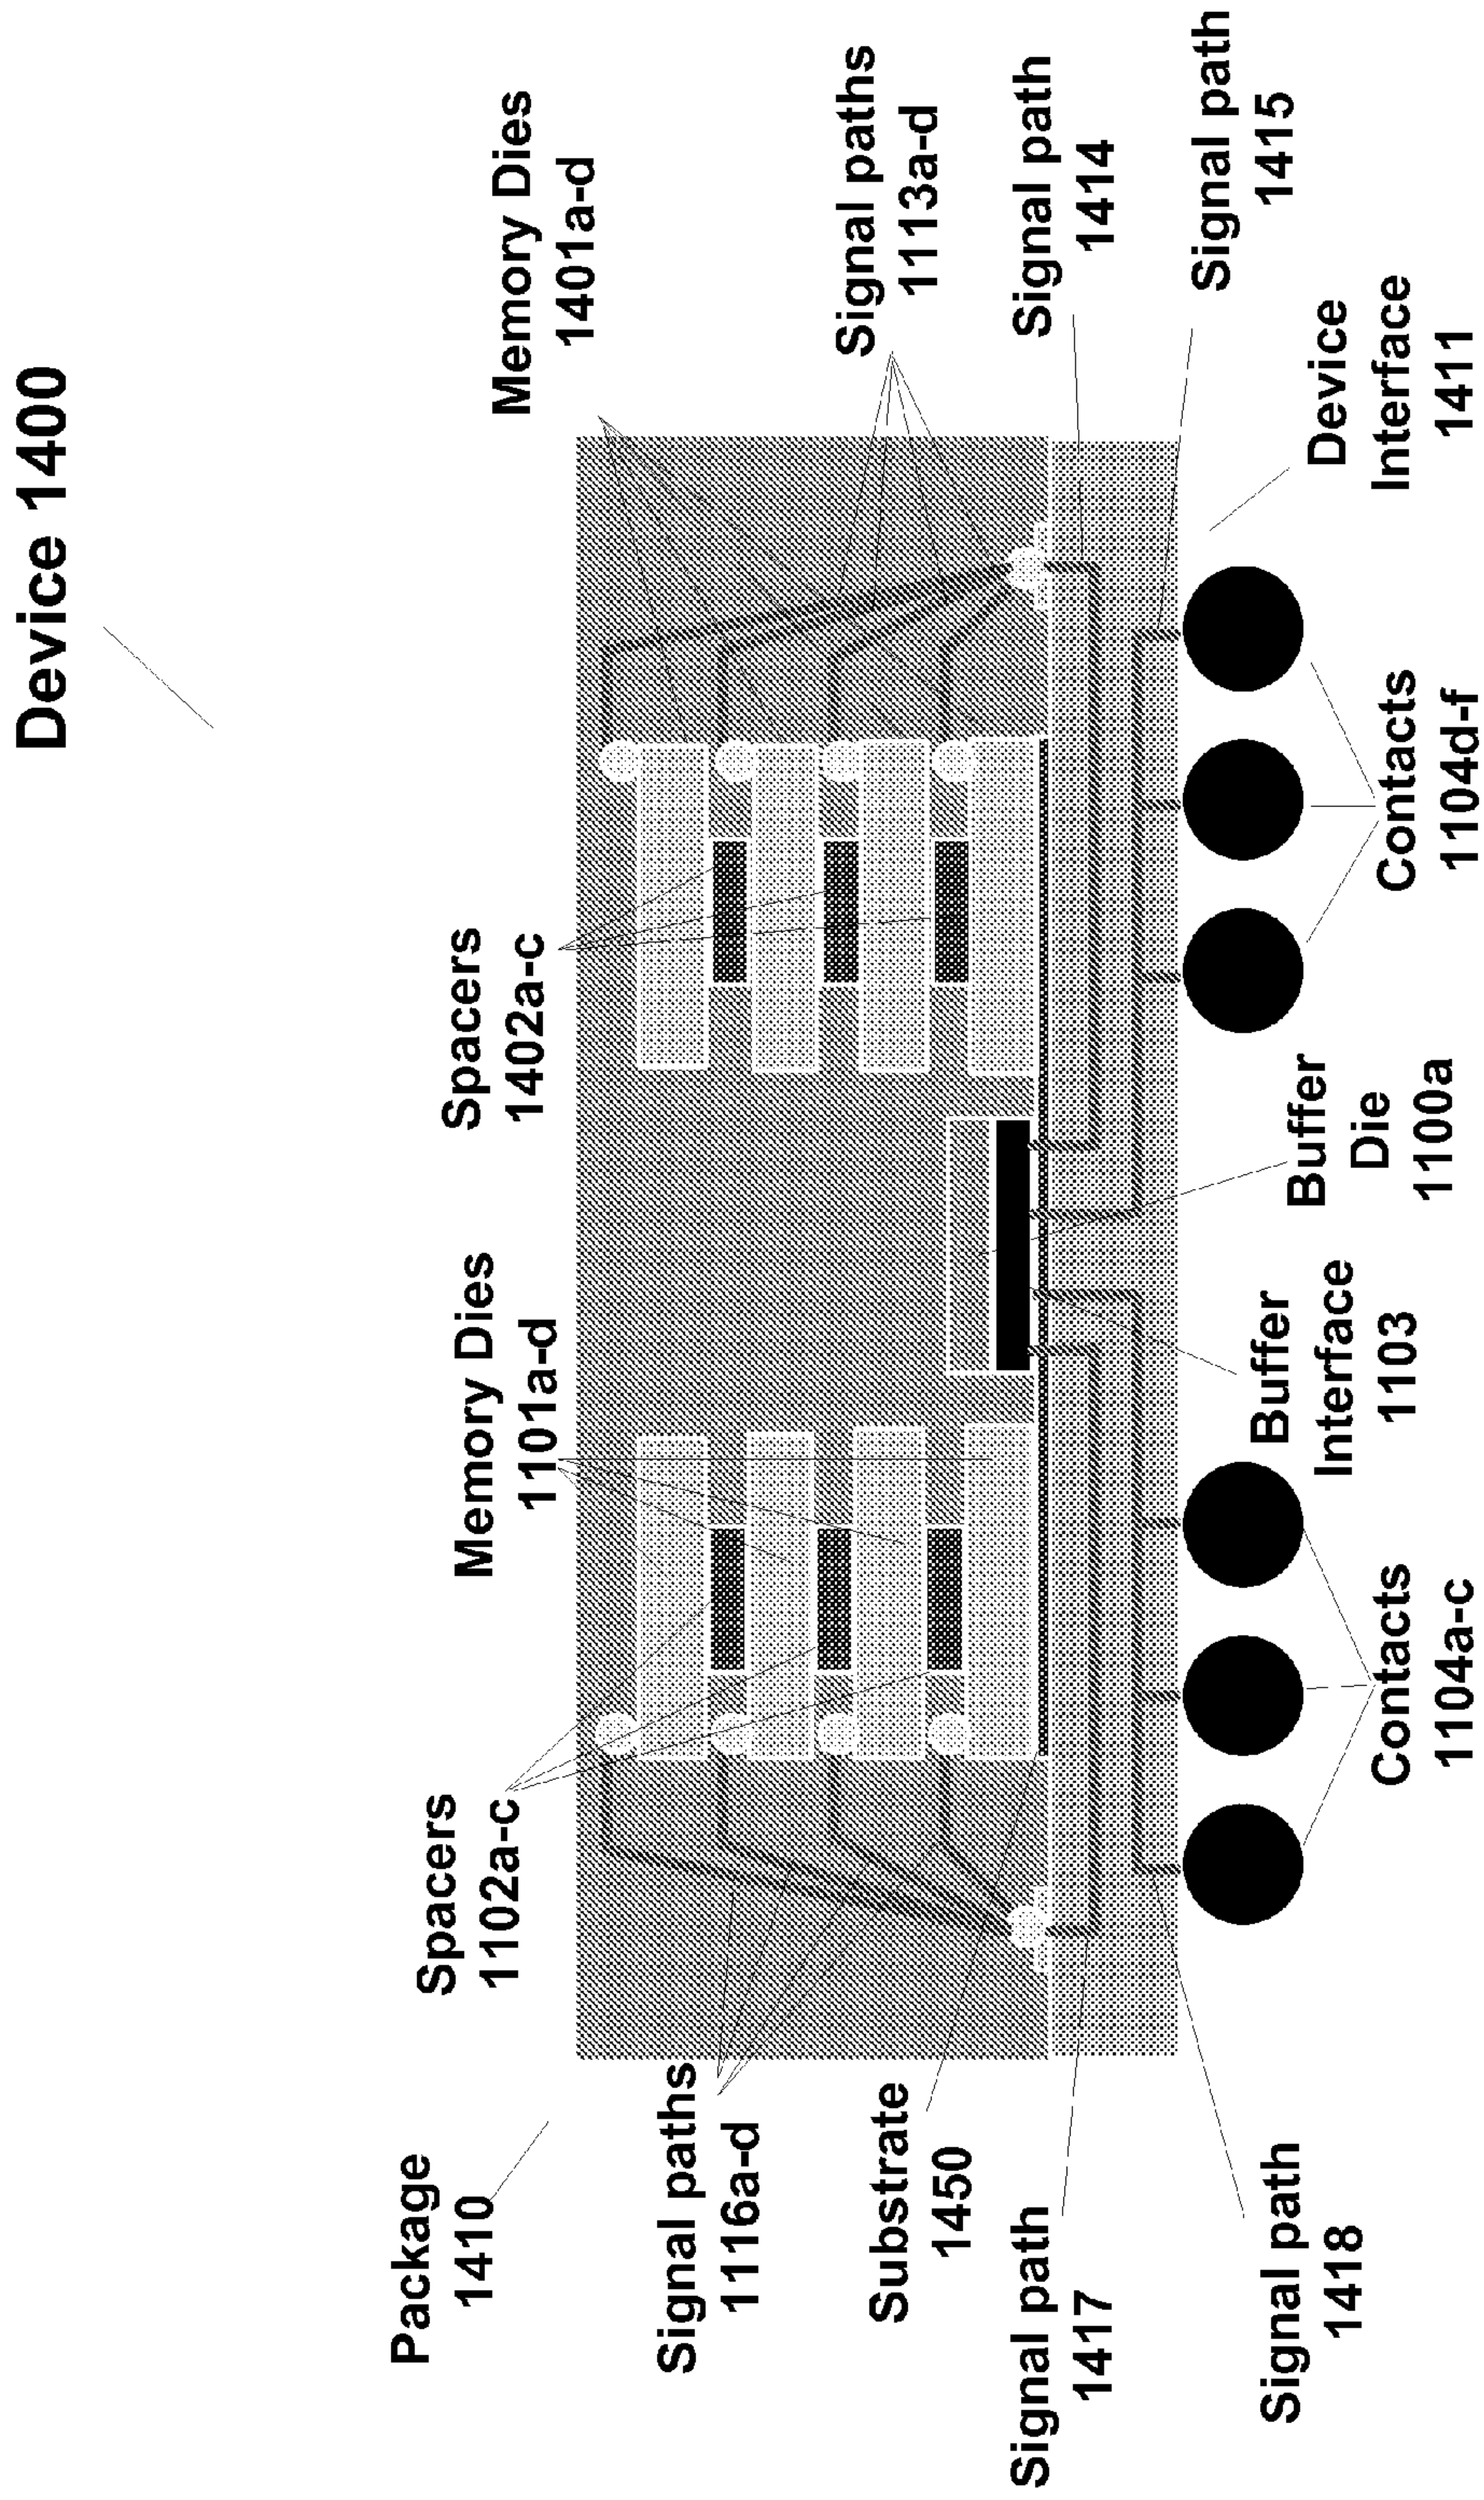 Device 1400
Package
1410
Spacers
1102a-c
Memory Dies
1101a-d
Spacers
1402a-c
Memory Dies
1401a-d
Signal paths
1116a-d
Substrate
1450
Signal path
1417
Signal path
1418
Contacts
1104a-c
Buffer
Interface
1103
Buffer
Die
1100a
Contacts
1104d-f
Device
Interface
1411
Signal paths
1113a-d
Signal path
1414
Signal path
1415